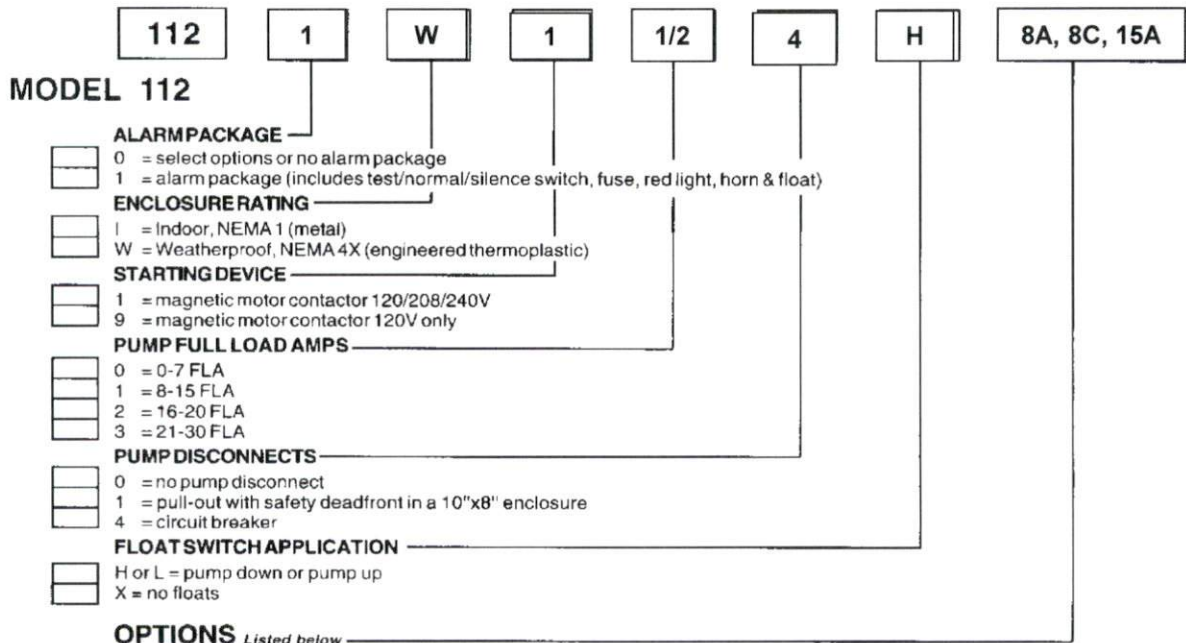 112 1 W 1 1/2 4 H 8A, 8C, 15A
MODEL 112
ALARM PACKAGE
0 = select options or no alarm package
1 = alarm package (includes test/normal/silence switch, fuse, red light, horn & float)
ENCLOSURE RATING
I = Indoor, NEMA 1 (metal)
W = Weatherproof, NEMA 4X (engineered thermoplastic)
STARTING DEVICE
1 = magnetic motor contactor 120/208/240V
9 = magnetic motor contactor 120V only
PUMP FULL LOAD AMPS
0 = 0-7 FLA
1 = 8-15 FLA
2 = 16-20 FLA
3 = 21-30 FLA
PUMP DISCONNECTS
0 = no pump disconnect
1 = pull-out with safety deadfront in a 10"x8" enclosure
4 = circuit breaker
FLOAT SWITCH APPLICATION
H or L = pump down or pump up
X = no floats
OPTIONS Listed below